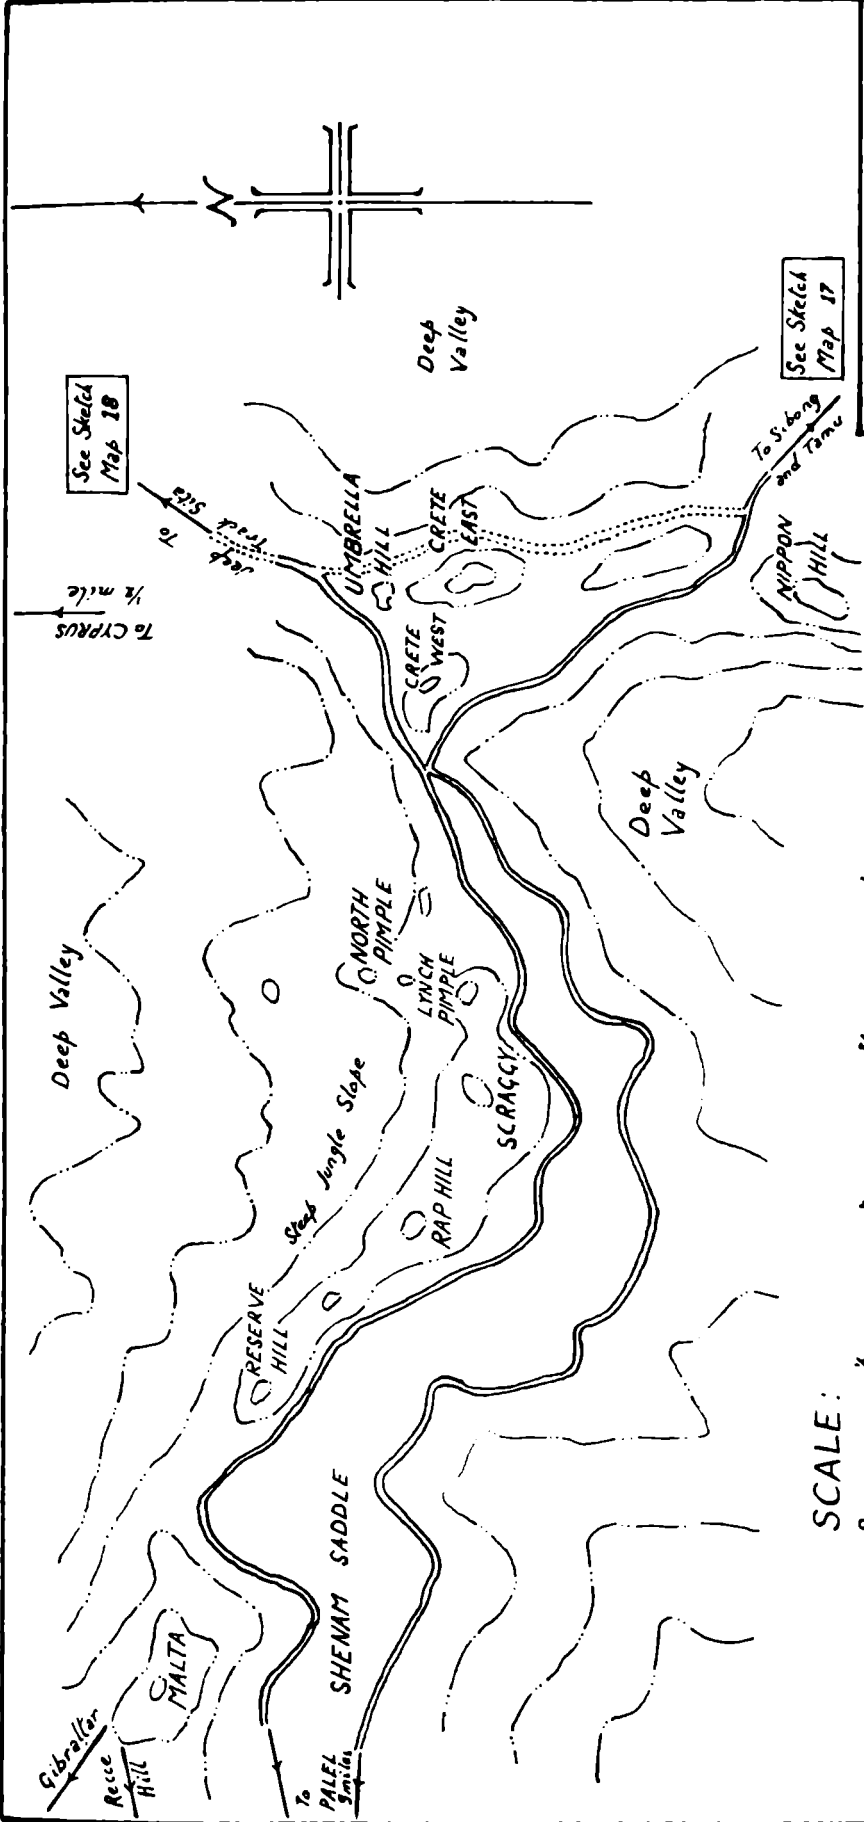 Gibraltar
Recce
Hill
MALTA
To
PALEL
9 miles
SHENAM SADDLE
RESERVE
HILL
Steep Jungle Slope
RAP HILL
SCRAGGY
LYNCH
PIMPLE
NORTH
PIMPLE
Deep Valley
Deep
Valley
To CYPRUS
½ mile
CRETE
WEST
UMBRELLA
HILL
CRETE
EAST
To
Sita
Jeep
Track
See Sketch
Map 18
N
Deep
Valley
NIPPON
HILL
To Sibong
and Tamu
See Sketch
Map 17
SCALE: